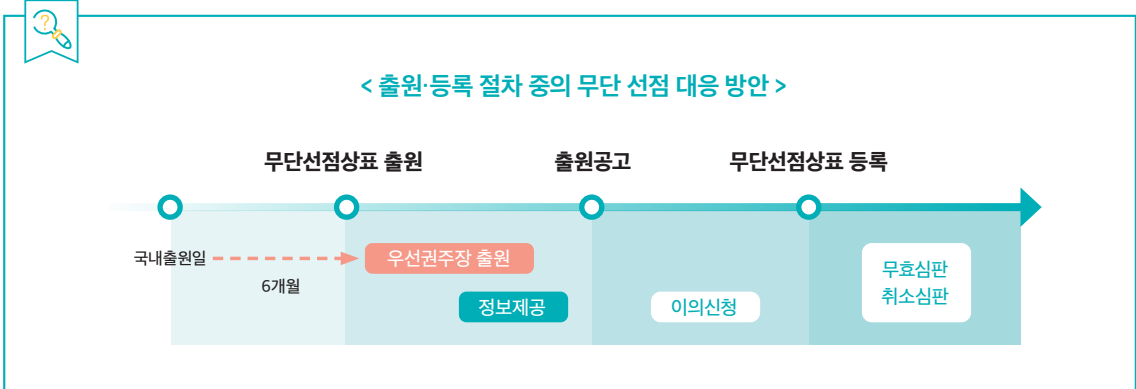 ?
< 출원·등록 절차 중의 무단 선점 대응 방안 >
무단선점상표 출원
출원공고
무단선점상표 등록
국내출원일
6개월
우선권주장 출원
정보제공
이의신청
무효심판
취소심판